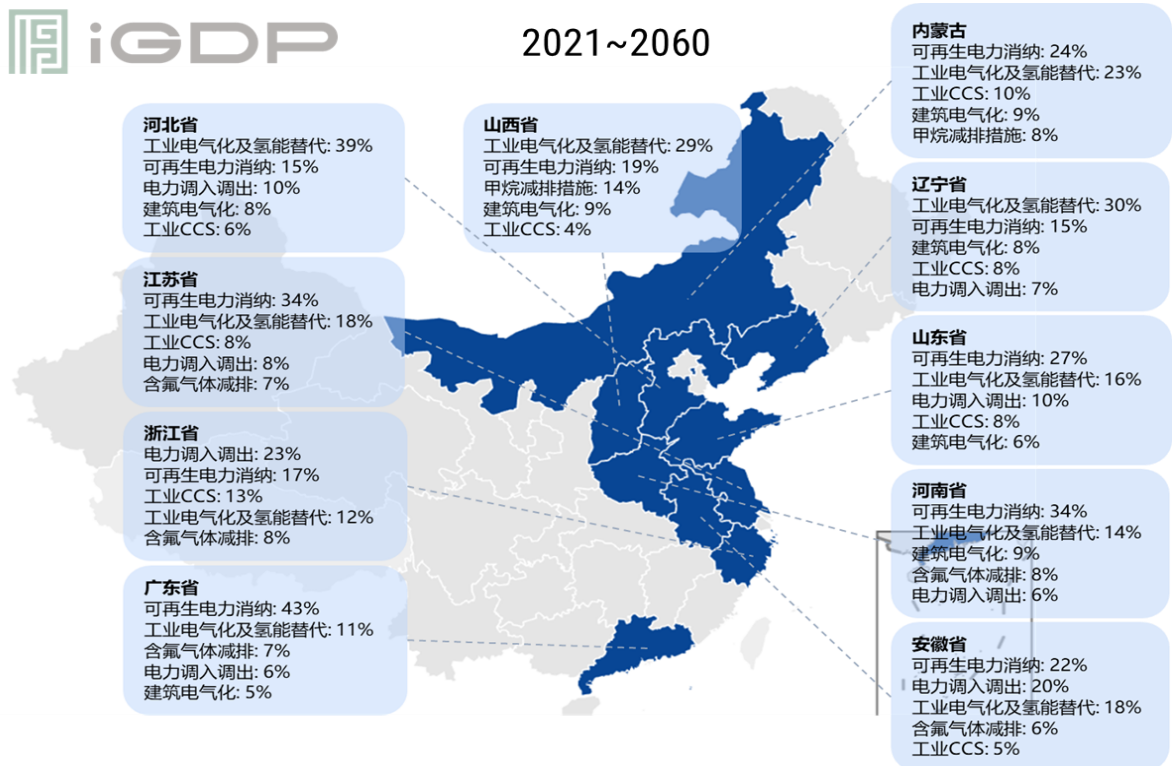 iGDP
2021~2060
河北省
工业电气化及氢能替代: 39%
可再生电力消纳: 15%
电力调入调出: 10%
建筑电气化: 8%
工业CCS: 6%
山西省
工业电气化及氢能替代: 29%
可再生电力消纳: 19%
甲烷减排措施: 14%
建筑电气化: 9%
工业CCS: 4%
内蒙古
可再生电力消纳: 24%
工业电气化及氢能替代: 23%
工业CCS: 10%
建筑电气化: 9%
甲烷减排措施: 8%
辽宁省
工业电气化及氢能替代: 30%
可再生电力消纳: 15%
建筑电气化: 8%
工业CCS: 8%
电力调入调出: 7%
江苏省
可再生电力消纳: 34%
工业电气化及氢能替代: 18%
工业CCS: 8%
电力调入调出: 8%
含氟气体减排: 7%
山东省
可再生电力消纳: 27%
工业电气化及氢能替代: 16%
电力调入调出: 10%
工业CCS: 8%
建筑电气化: 6%
浙江省
电力调入调出: 23%
可再生电力消纳: 17%
工业CCS: 13%
工业电气化及氢能替代: 12%
含氟气体减排: 8%
河南省
可再生电力消纳: 34%
工业电气化及氢能替代: 14%
建筑电气化: 9%
含氟气体减排: 8%
电力调入调出: 6%
广东省
可再生电力消纳: 43%
工业电气化及氢能替代: 11%
含氟气体减排: 7%
电力调入调出: 6%
建筑电气化: 5%
安徽省
可再生电力消纳: 22%
电力调入调出: 20%
工业电气化及氢能替代: 18%
含氟气体减排: 6%
工业CCS: 5%